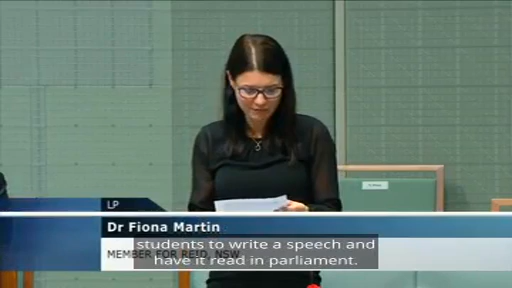 LP
Dr Fiona Martin
MEMBER FOR REID, NSW
students to write a speech and
have it read in parliament.